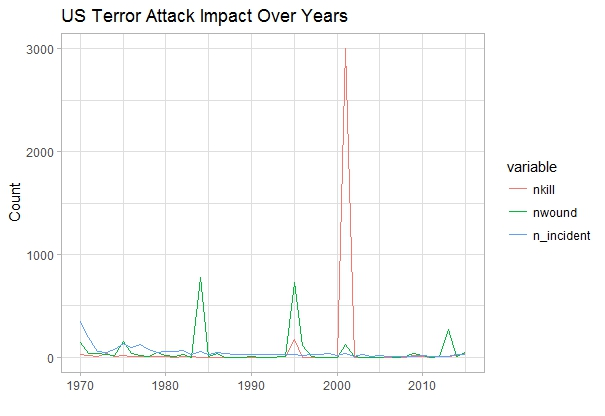 US Terror Attack Impact Over Years
3000
2000
1000
0
Count
1970 1980 1990 2000 2010
variable
nkill
nwound
n_incident